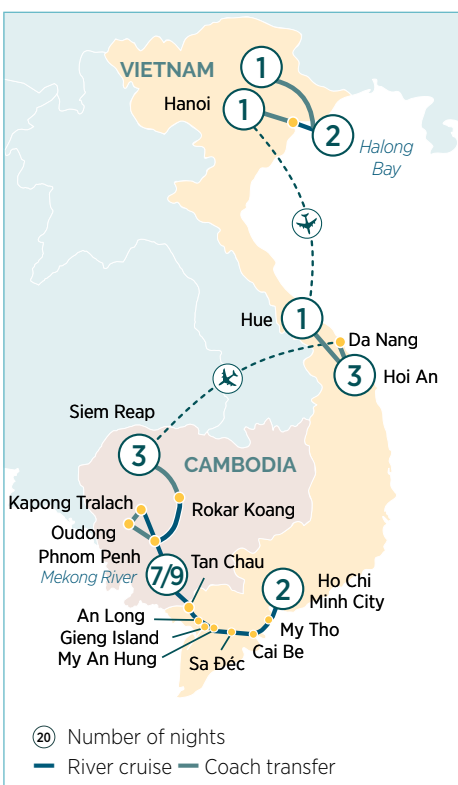 VIETNAM
1
Hanoi
1
2
Halong
Bay
Hue
1
Da Nang
3
Hoi An
Siem Reap
3
CAMBODIA
Kapong Tralach
Rokar Koang
Oudong
Phnom Penh
Mekong River
7/9
Tan Chau
2
Ho Chi
Minh City
An Long
Gieng Island
My An Hung
Sa Déc
Cai Be
My Tho
20 Number of nights
River cruise
Coach transfer